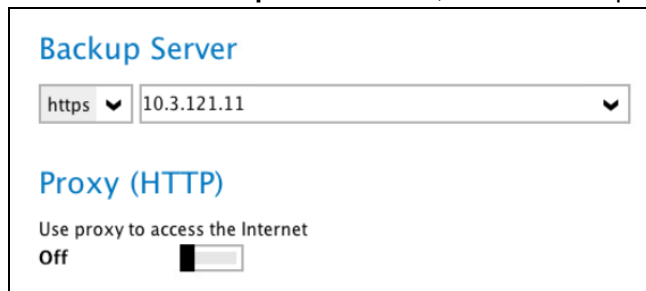 Backup Server
https 10.3.121.11
Proxy (HTTP)
Use proxy to access the Internet
Off